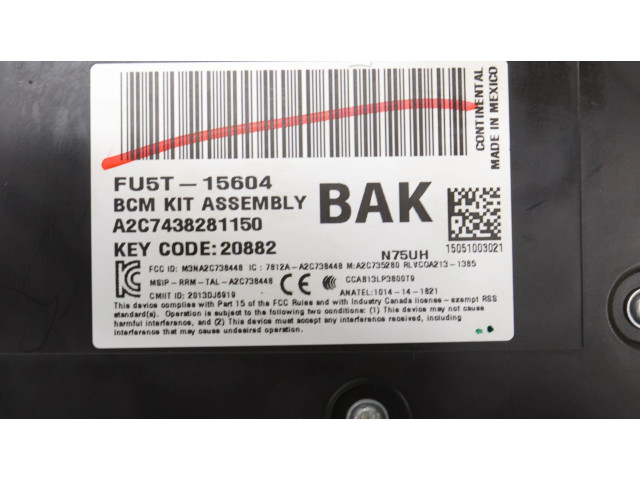 CONTINENTAL
MADE IN MEXICO
FU5T-15604
BCM KIT ASSEMBLY
A2C7438281150
BAK
KEY CODE:20882
N75UH
15051003021
FCC ID: M3NA2C738448 IC: 7812A-A2C738448 M:A2C735280 RLVCOA213-1385
MSIP-RRM-TAL-A2C738448 CE CCAB13LP3800T9
CMIIT ID: 2013DJ6919 ANATEL:1014-14-1821
This device complies with Part 15 of the FCC Rules and with Industry Canada license-exempt RSS
standard(s). Operation is subject to the following two conditions: (1) This device may not cause
harmful interference, and (2) This device must accept any interference received, including
interference that may cause undesired operation.